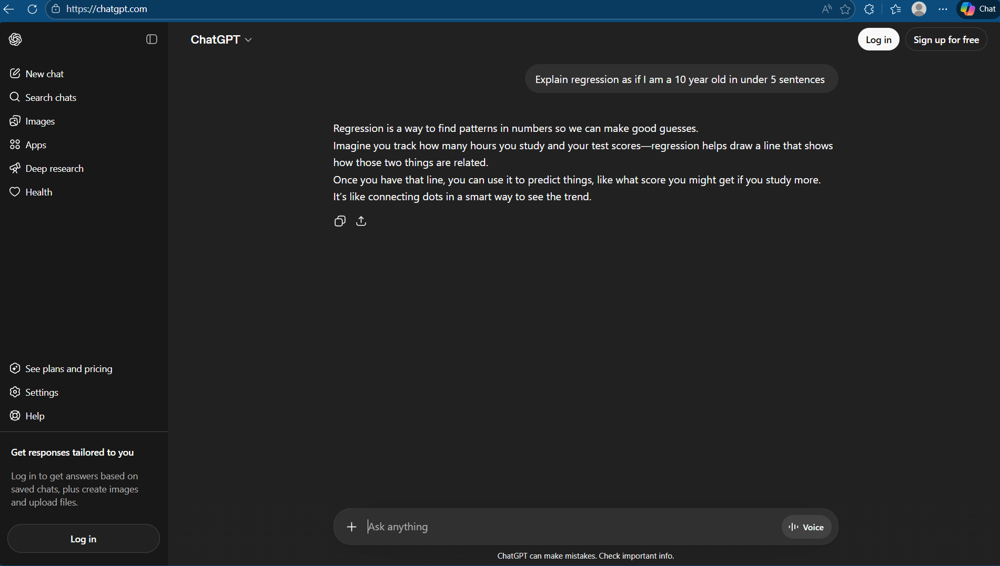 https://chatgpt.com
Chat
ChatGPT
Log in
Sign up for free
New chat
Search chats
Images
Apps
Deep research
Health
Explain regression as if I am a 10 year old in under 5 sentences
Regression is a way to find patterns in numbers so we can make good guesses.
Imagine you track how many hours you study and your test scores—regression helps draw a line that shows
how those two things are related.
Once you have that line, you can use it to predict things, like what score you might get if you study more.
It’s like connecting dots in a smart way to see the trend.
See plans and pricing
Settings
Help
Get responses tailored to you
Log in to get answers based on
saved chats, plus create images
and upload files.
Log in
Ask anything
Voice
ChatGPT can make mistakes. Check important info.